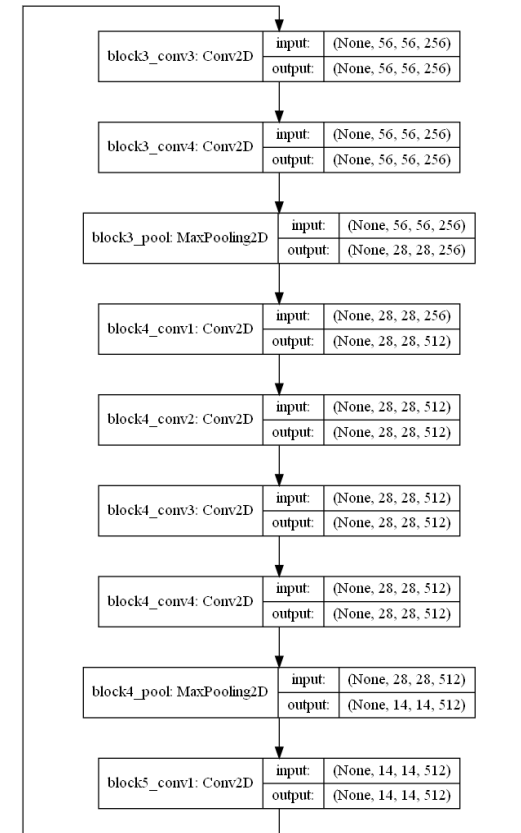 block3_conv3: Conv2D input: (None, 56, 56, 256)
output: (None, 56, 56, 256)
block3_conv4: Conv2D input: (None, 56, 56, 256)
output: (None, 56, 56, 256)
block3_pool: MaxPooling2D input: (None, 56, 56, 256)
output: (None, 28, 28, 256)
block4_conv1: Conv2D input: (None, 28, 28, 256)
output: (None, 28, 28, 512)
block4_conv2: Conv2D input: (None, 28, 28, 512)
output: (None, 28, 28, 512)
block4_conv3: Conv2D input: (None, 28, 28, 512)
output: (None, 28, 28, 512)
block4_conv4: Conv2D input: (None, 28, 28, 512)
output: (None, 28, 28, 512)
block4_pool: MaxPooling2D input: (None, 28, 28, 512)
output: (None, 14, 14, 512)
block5_conv1: Conv2D input: (None, 14, 14, 512)
output: (None, 14, 14, 512)